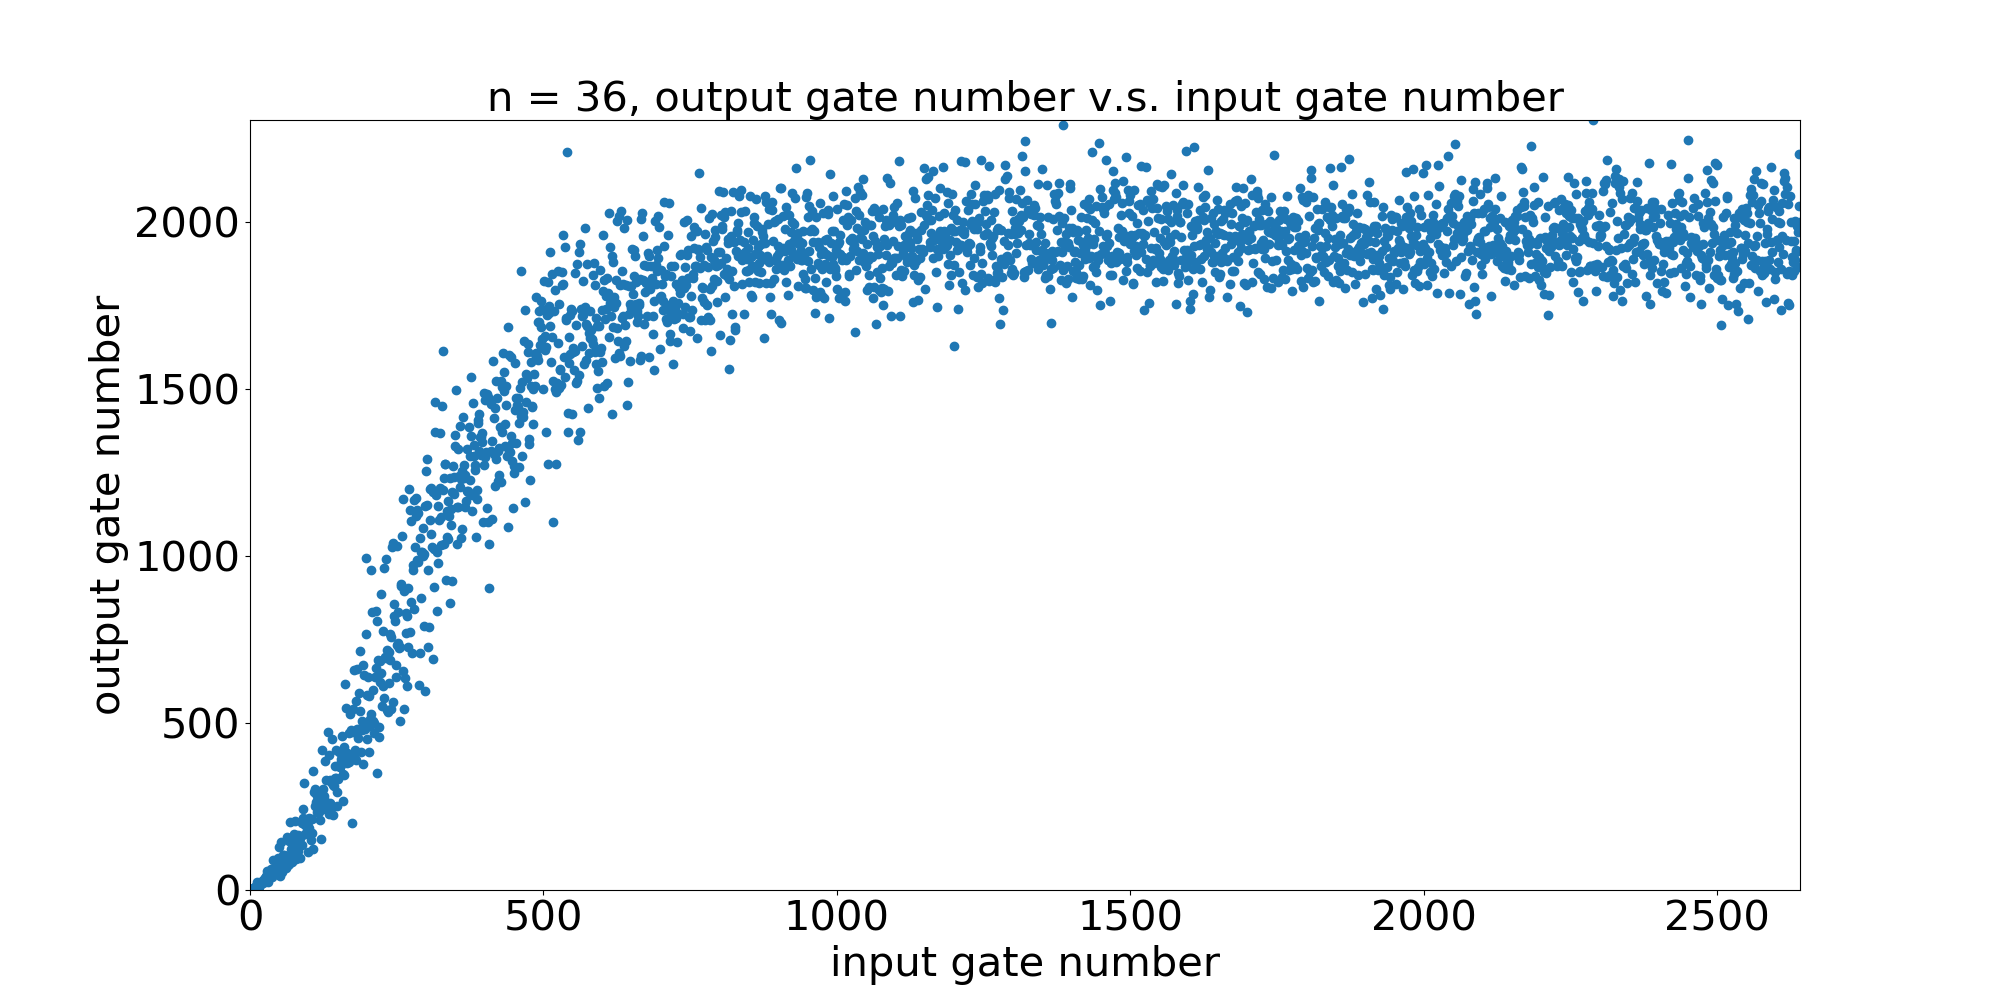 n = 36, output gate number v.s. input gate number
output gate number
2000
1500
1000
500
0
0 500 1000 1500 2000 2500
input gate number